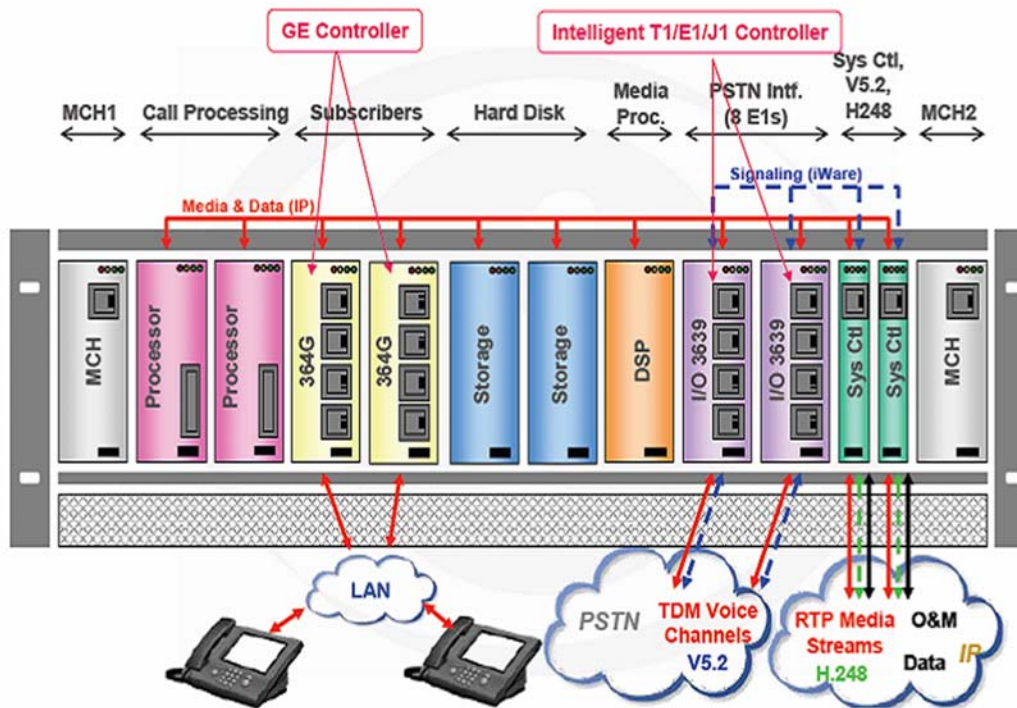 GE Controller
Intelligent T1/E1/J1 Controller
MCH1
Call Processing
Subscribers
Hard Disk
Media
Proc.
PSTN Intf.
(8 E1s)
Sys Ctl,
V5.2,
H248
MCH2
Signaling (iWare)
Media & Data (IP)
MCH
Processor
Processor
364G
364G
Storage
Storage
DSP
I/O 3639
I/O 3639
Sys Ctl
Sys Ctl
MCH
LAN
PSTN
TDM Voice
Channels
V5.2
RTP Media
Streams
H.248
O&M
Data
IP